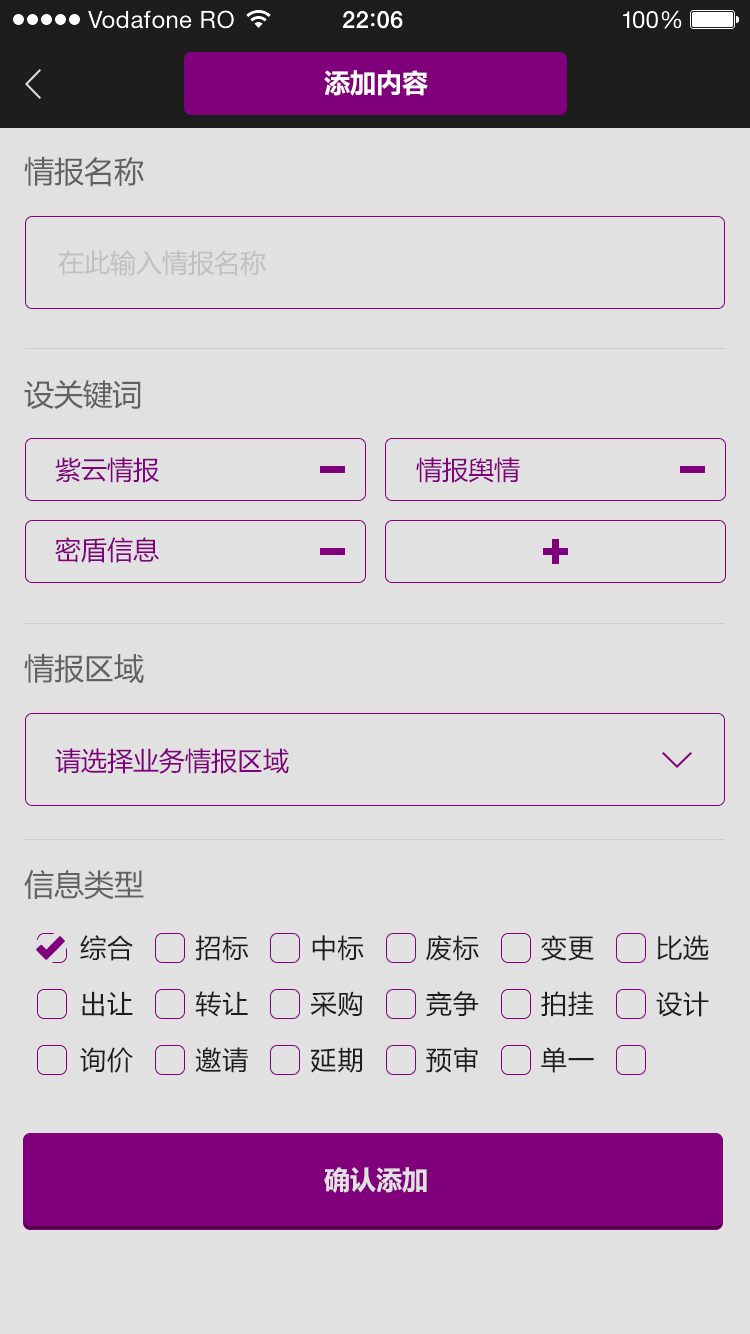 Vodafone RO 22:06 100%
添加内容
情报名称
在此输入情报名称
设关键词
紫云情报 情报舆情
密盾信息
情报区域
请选择业务情报区域
信息类型
综合 招标 中标 废标 变更 比选
出让 转让 采购 竞争 拍挂 设计
询价 邀请 延期 预审 单一
确认添加